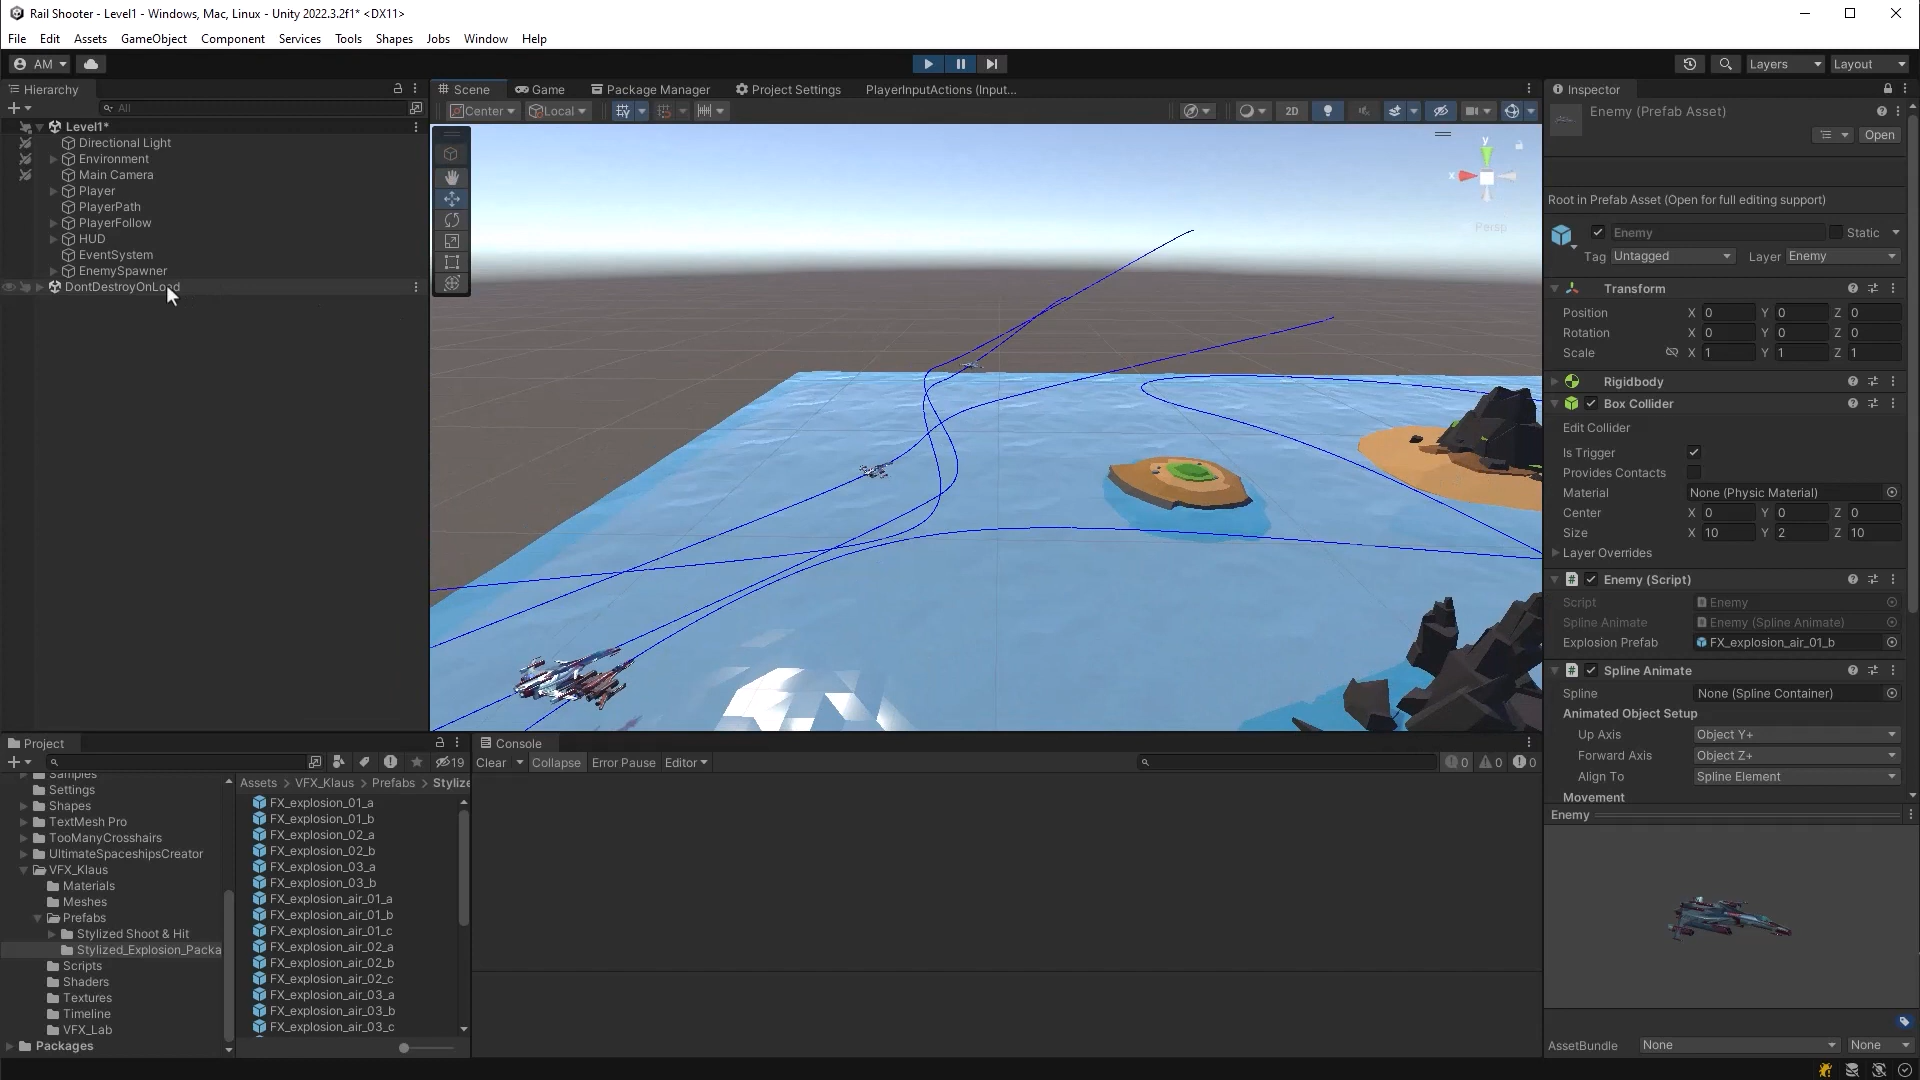 Rail Shooter - Level1 - Windows, Mac, Linux - Unity 2022.3.2f1* <DX11>
File Edit Assets GameObject Component Services Tools Shapes Jobs Window Help
AM Layers Layout
Hierarchy
All
Level1*
Directional Light
Environment
Main Camera
Player
PlayerPath
PlayerFollow
HUD
EventSystem
EnemySpawner
DontDestroyOnLoad
Scene Game Package Manager Project Settings PlayerInputActions (Input...
Center Local 2D
y
x
Persp
Inspector
Enemy (Prefab Asset)
Open
Root in Prefab Asset (Open for full editing support)
Enemy Static
Tag Untagged Layer Enemy
Transform
Position X 0 Y 0 Z 0
Rotation X 0 Y 0 Z 0
Scale X 1 Y 1 Z 1
Rigidbody
Box Collider
Edit Collider
Is Trigger
Provides Contacts
Material None (Physic Material)
Center X 0 Y 0 Z 0
Size X 10 Y 2 Z 10
Layer Overrides
Enemy (Script)
Script Enemy
Spline Animate Enemy (Spline Animate)
Explosion Prefab FX_explosion_air_01_b
Spline Animate
Spline None (Spline Container)
Animated Object Setup
Up Axis Object Y+
Forward Axis Object Z+
Align To Spline Element
Movement
Enemy
AssetBundle None None
Project
19
Samples
Settings
Shapes
TextMesh Pro
TooManyCrosshairs
UltimateSpaceshipsCreator
VFX_Klaus
Materials
Meshes
Prefabs
Stylized Shoot & Hit
Stylized_Explosion_Packa
Scripts
Shaders
Textures
Timeline
VFX_Lab
Packages
Assets > VFX_Klaus > Prefabs > Stylize
FX_explosion_01_a
FX_explosion_01_b
FX_explosion_02_a
FX_explosion_02_b
FX_explosion_03_a
FX_explosion_03_b
FX_explosion_air_01_a
FX_explosion_air_01_b
FX_explosion_air_01_c
FX_explosion_air_02_a
FX_explosion_air_02_b
FX_explosion_air_02_c
FX_explosion_air_03_a
FX_explosion_air_03_b
FX_explosion_air_03_c
Console
Clear Collapse Error Pause Editor 0 0 0